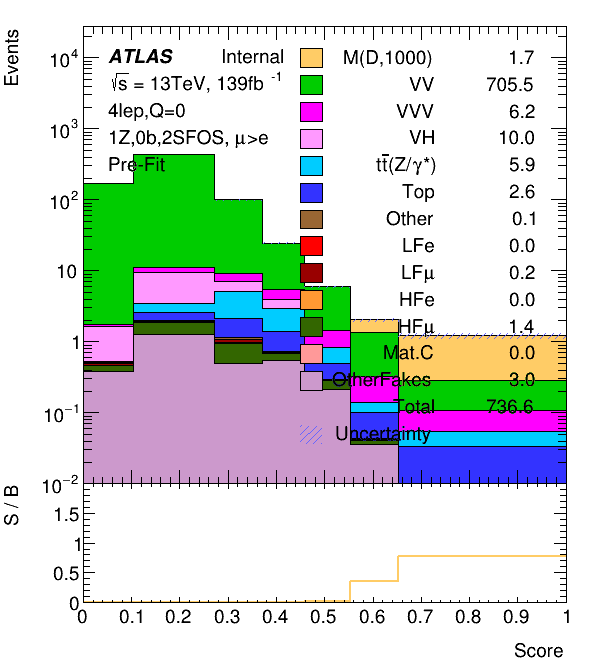 Events
ATLAS Internal
√s = 13TeV, 139fb⁻¹
4lep,Q=0
1Z,0b,2SFOS, μ>e
Pre-Fit
M(D,1000) 1.7
VV 705.5
VVV 6.2
VH 10.0
tt̄(Z/γ*) 5.9
Top 2.6
Other 0.1
LFe 0.0
LFμ 0.2
HFe 0.0
HFμ 1.4
Mat.C 0.0
OtherFakes 3.0
Total 736.6
Uncertainty
10⁴
10³
10²
10
1
10⁻¹
10⁻²
S / B
1.5
1
0.5
0
0 0.1 0.2 0.3 0.4 0.5 0.6 0.7 0.8 0.9 1
Score